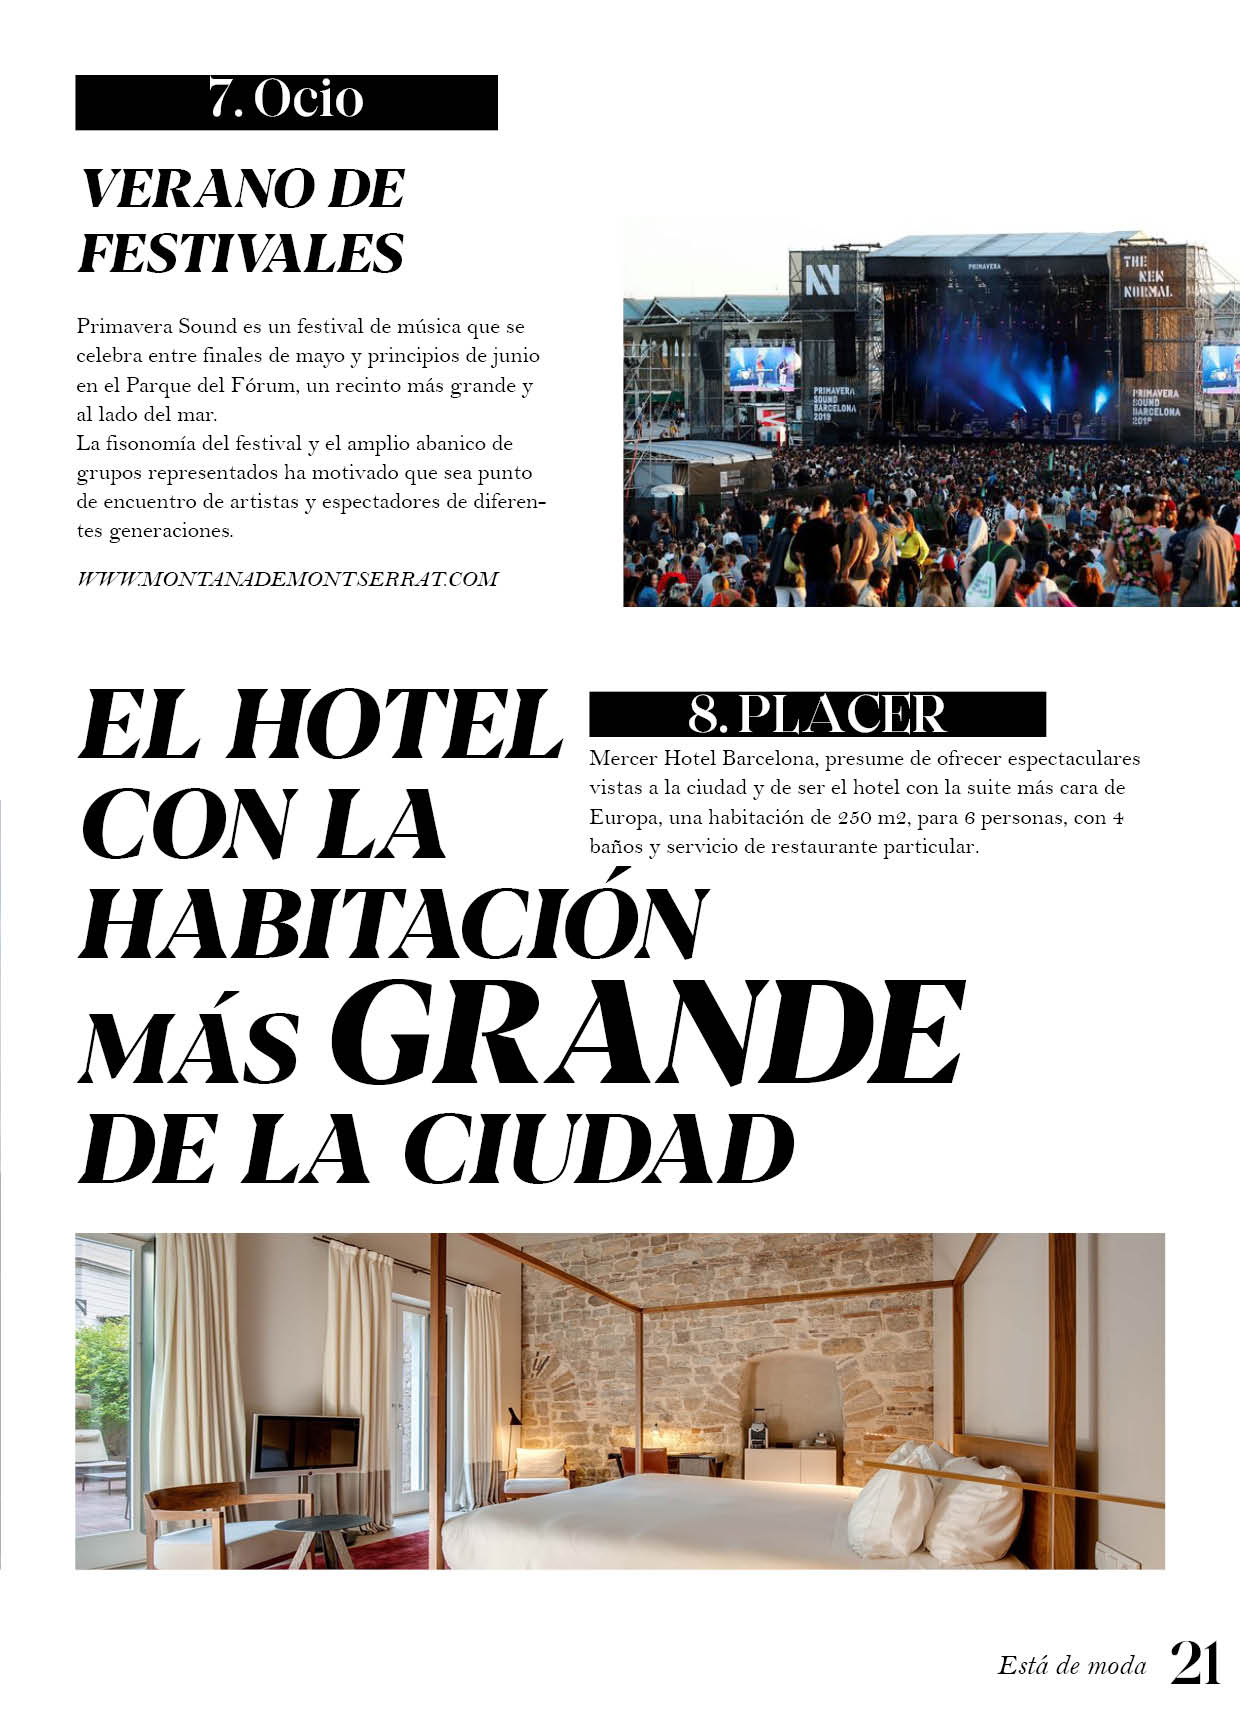 7. Ocio
VERANO DE
FESTIVALES
Primavera Sound es un festival de música que se
celebra entre finales de mayo y principios de junio
en el Parque del Fórum, un recinto más grande y
al lado del mar.
La fisonomía del festival y el amplio abanico de
grupos representados ha motivado que sea punto
de encuentro de artistas y espectadores de diferen-
tes generaciones.
WWW.MONTANADEMONTSERRAT.COM
PRIMAVERA
THE
NEW
NORMAL
PRIMAVERA
SOUND
BARCELONA
2019
PRIMAVERA
SOUND
BARCELONA
2019
EL HOTEL
CON LA
HABITACIÓN
MÁS GRANDE
DE LA CIUDAD
8. PLACER
Mercer Hotel Barcelona, presume de ofrecer espectaculares
vistas a la ciudad y de ser el hotel con la suite más cara de
Europa, una habitación de 250 m2, para 6 personas, con 4
baños y servicio de restaurante particular.
Está de moda 21